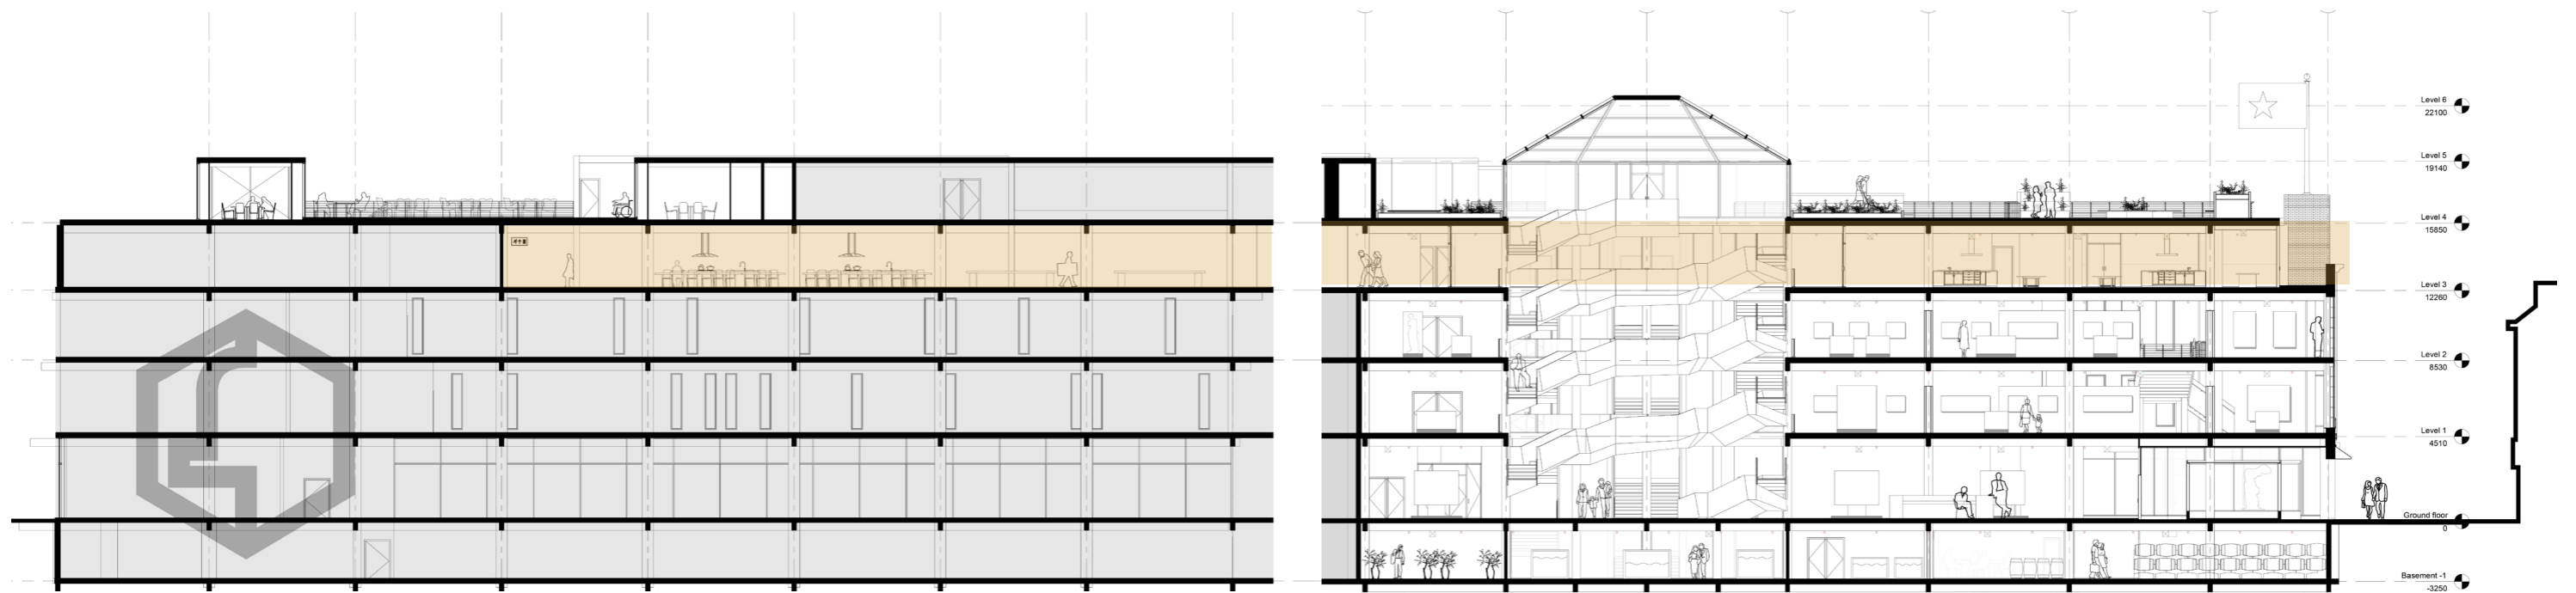 Level 6
22100
Level 5
19140
Level 4
15850
Level 3
12260
Level 2
8530
Level 1
4510
Ground floor
0
Basement -1
-3250